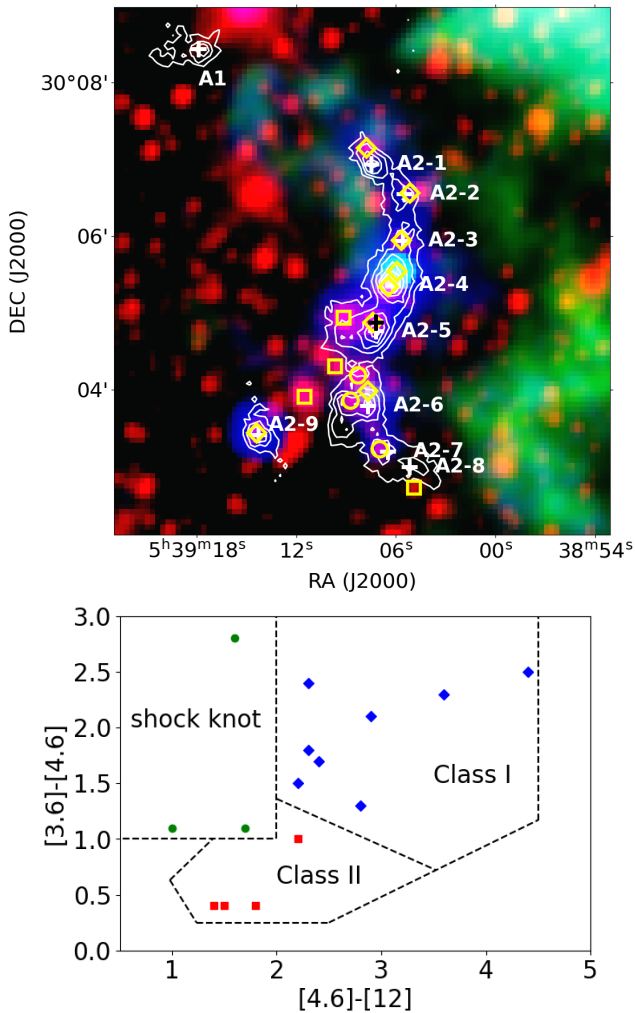 A1
30°08'
A2-1
A2-2
06'
A2-3
A2-4
A2-5
04'
A2-6
A2-9
A2-7
A2-8
DEC (J2000)
5ʰ39ᵐ18ˢ 12ˢ 06ˢ 00ˢ 38ᵐ54ˢ
RA (J2000)
3.0
2.5
shock knot
2.0
Class I
1.5
1.0
Class II
0.5
0.0
[3.6]-[4.6]
1 2 3 4 5
[4.6]-[12]